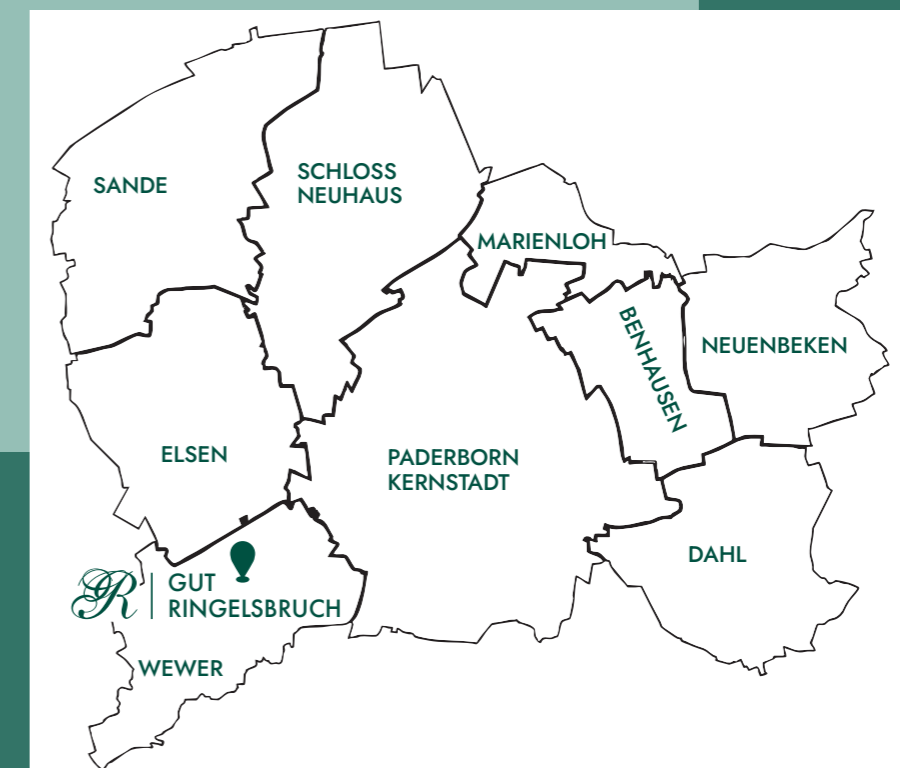 SANDE
SCHLOSS
NEUHAUS
MARIENLOH
BENHAUSEN
NEUENBEKEN
ELSEN
PADERBORN
KERNSTADT
DAHL
R
GUT
RINGELSBRUCH
WEWER